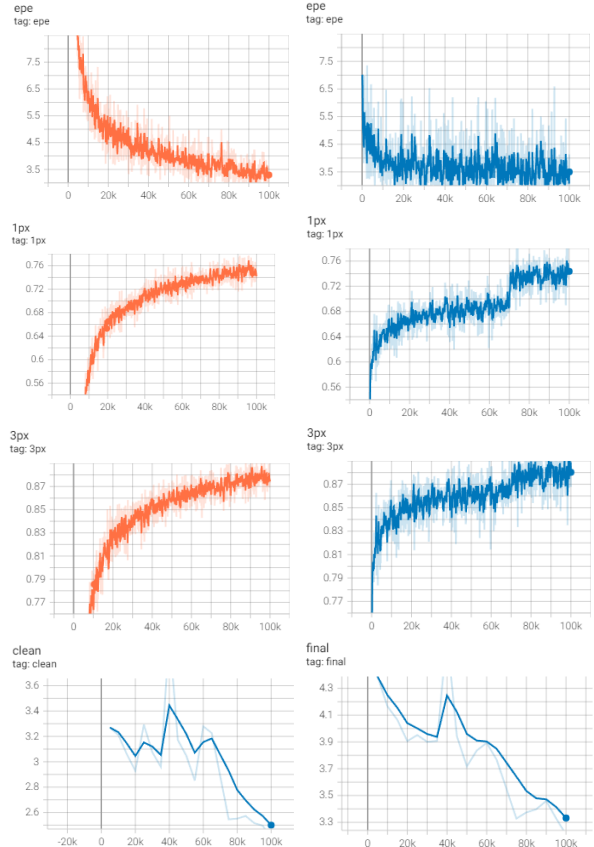 epe
tag: epe
7.5
6.5
5.5
4.5
3.5
0 20k 40k 60k 80k 100k
epe
tag: epe
7.5
6.5
5.5
4.5
3.5
0 20k 40k 60k 80k 100k
1px
tag: 1px
0.76
0.72
0.68
0.64
0.6
0.56
0 20k 40k 60k 80k 100k
1px
tag: 1px
0.76
0.72
0.68
0.64
0.6
0.56
0 20k 40k 60k 80k 100k
3px
tag: 3px
0.87
0.85
0.83
0.81
0.79
0.77
0 20k 40k 60k 80k 100k
3px
tag: 3px
0.87
0.85
0.83
0.81
0.79
0.77
0 20k 40k 60k 80k 100k
clean
tag: clean
3.6
3.4
3.2
3
2.8
2.6
-20k 0 20k 40k 60k 80k 100k
final
tag: final
4.3
4.1
3.9
3.7
3.5
3.3
0 20k 40k 60k 80k 100k